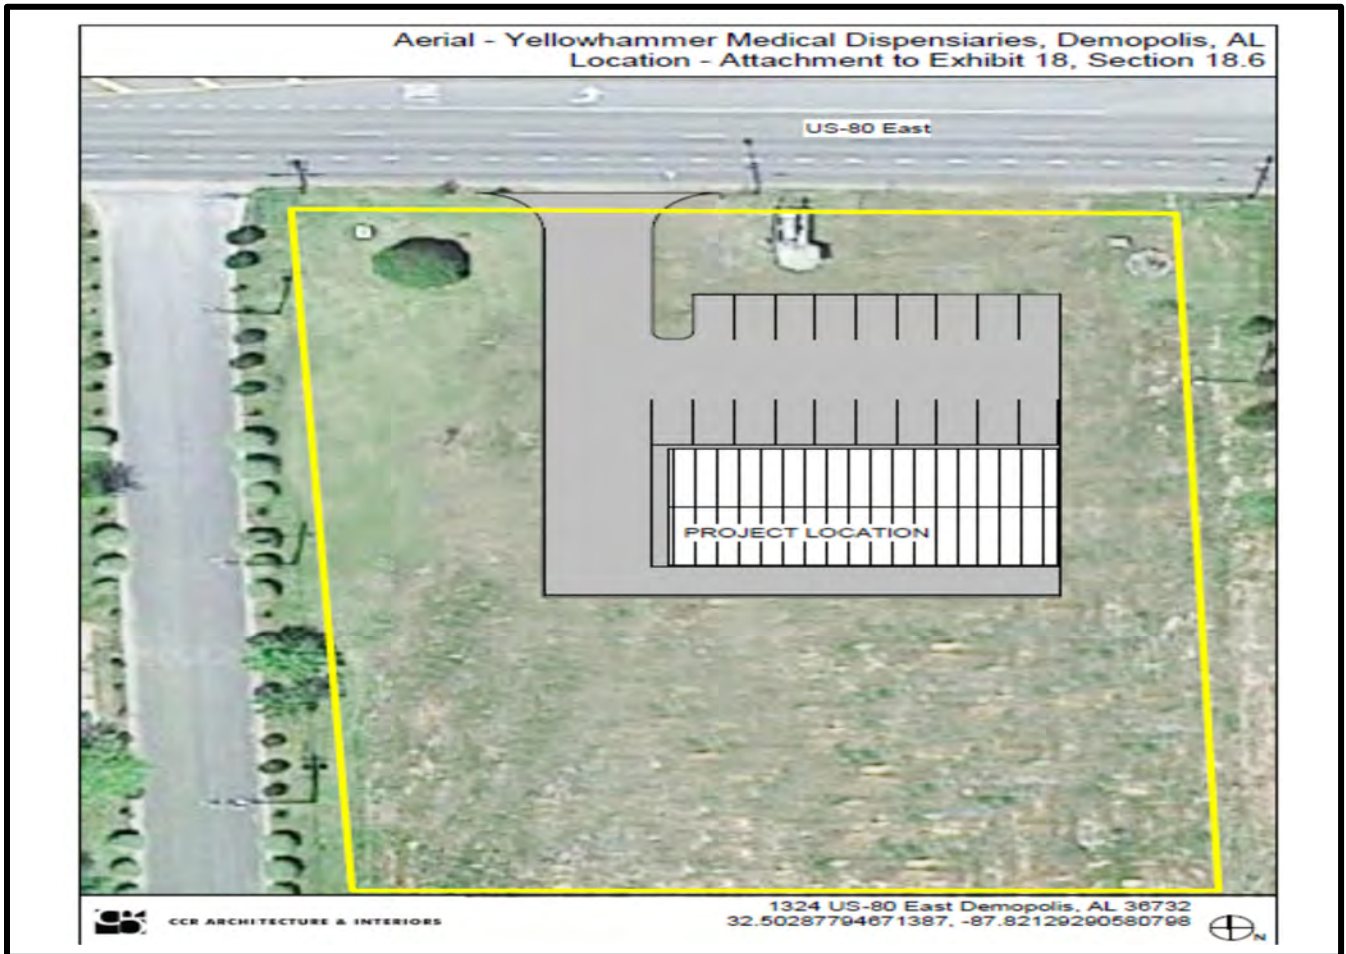 Aerial - Yellowhammer Medical Dispensiaries, Demopolis, AL
Location - Attachment to Exhibit 18, Section 18.6
US-80 East
PROJECT LOCATION
CCR ARCHITECTURE & INTERIORS
1324 US-80 East Demopolis, AL 36732
32.50287794671387, -87.82129290580798
N